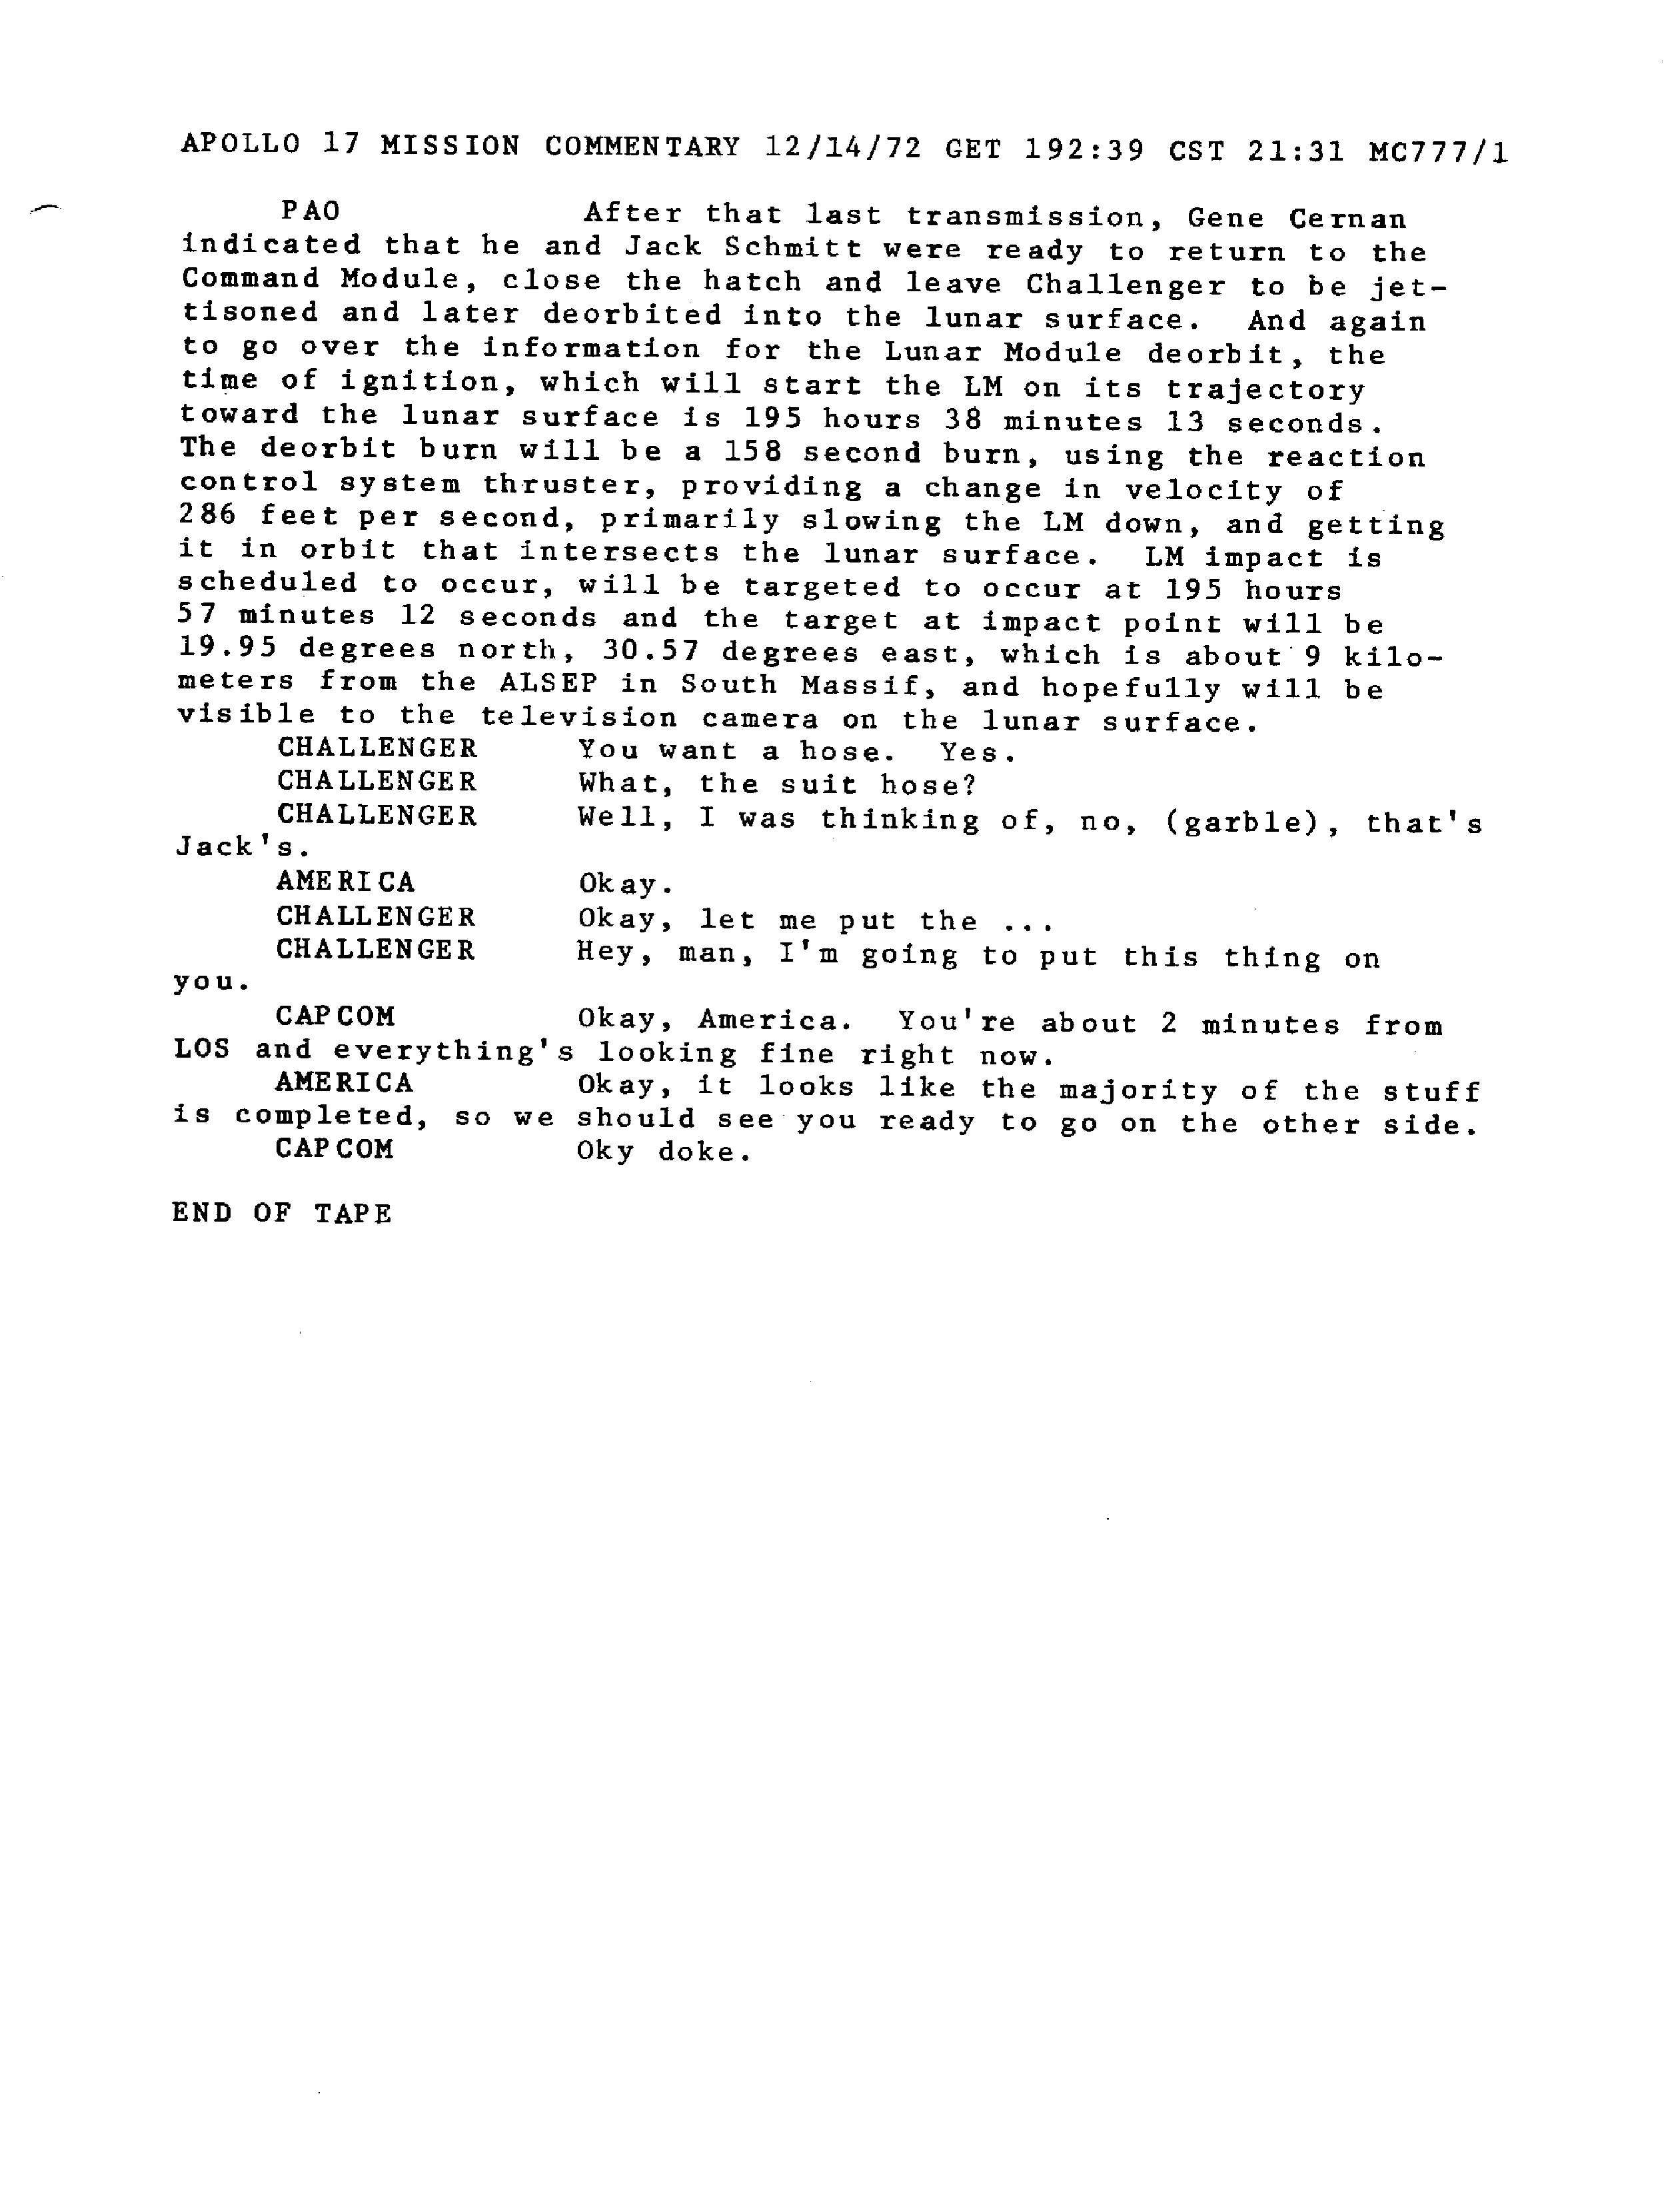 APOLLO 17 MISSION COMMENTARY 12/14/72 GET 192:39 CST 21:31 MC777/1
PAO After that last transmission, Gene Cernan
indicated that he and Jack Schmitt were ready to return to the
Command Module, close the hatch and leave Challenger to be jet-
tisoned and later deorbited into the lunar surface. And again
to go over the information for the Lunar Module deorbit, the
time of ignition, which will start the LM on its trajectory
toward the lunar surface is 195 hours 38 minutes 13 seconds.
The deorbit burn will be a 158 second burn, using the reaction
control system thruster, providing a change in velocity of
286 feet per second, primarily slowing the LM down, and getting
it in orbit that intersects the lunar surface. LM impact is
scheduled to occur, will be targeted to occur at 195 hours
57 minutes 12 seconds and the target at impact point will be
19.95 degrees north, 30.57 degrees east, which is about 9 kilo-
meters from the ALSEP in South Massif, and hopefully will be
visible to the television camera on the lunar surface.
CHALLENGER You want a hose. Yes.
CHALLENGER What, the suit hose?
CHALLENGER Well, I was thinking of, no, (garble), that's
Jack's.
AMERICA Okay.
CHALLENGER Okay, let me put the ...
CHALLENGER Hey, man, I'm going to put this thing on
you.
CAPCOM Okay, America. You're about 2 minutes from
LOS and everything's looking fine right now.
AMERICA Okay, it looks like the majority of the stuff
is completed, so we should see you ready to go on the other side.
CAPCOM Oky doke.
END OF TAPE